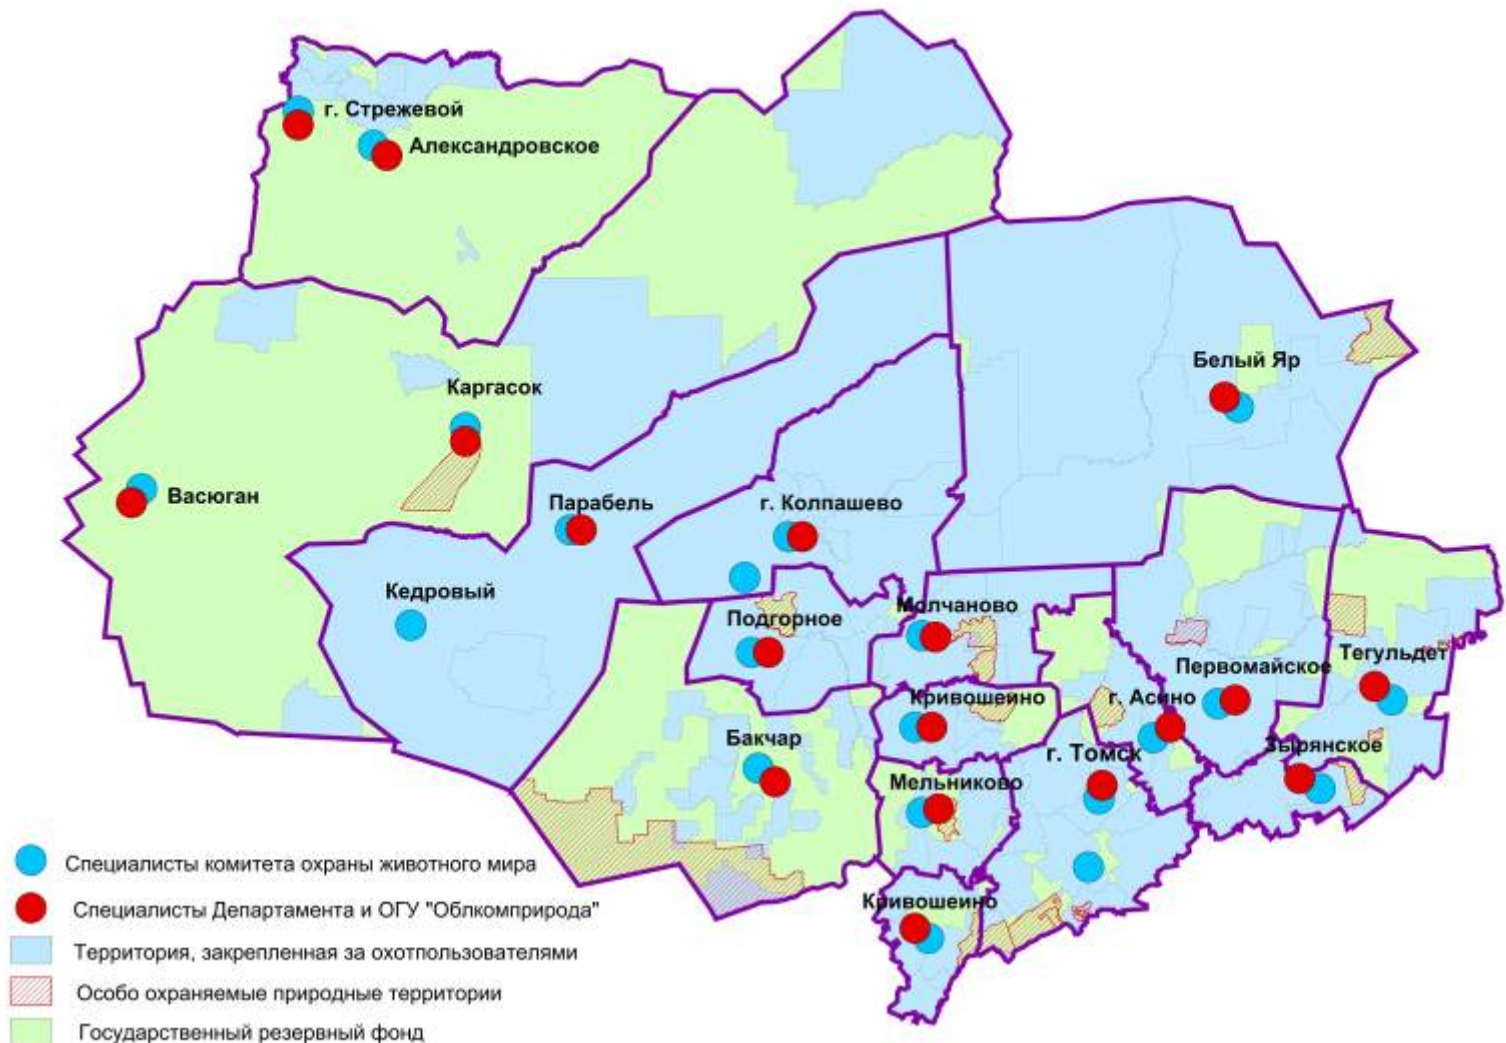 г. Стрежевой
Александровское
Белый Яр
Каргасок
Васюган
Парабель
г. Колпашево
Кедровый
Молчаново
Подгорное
Тегульдет
Первомайское
Кривошеино
г. Асино
Бакчар
Зырянское
г. Томск
Мельниково
Кривошеино
Специалисты комитета охраны животного мира
Специалисты Департамента и ОГУ "Облкомприрода"
Территория, закрепленная за охотпользователями
Особо охраняемые природные территории
Государственный резервный фонд